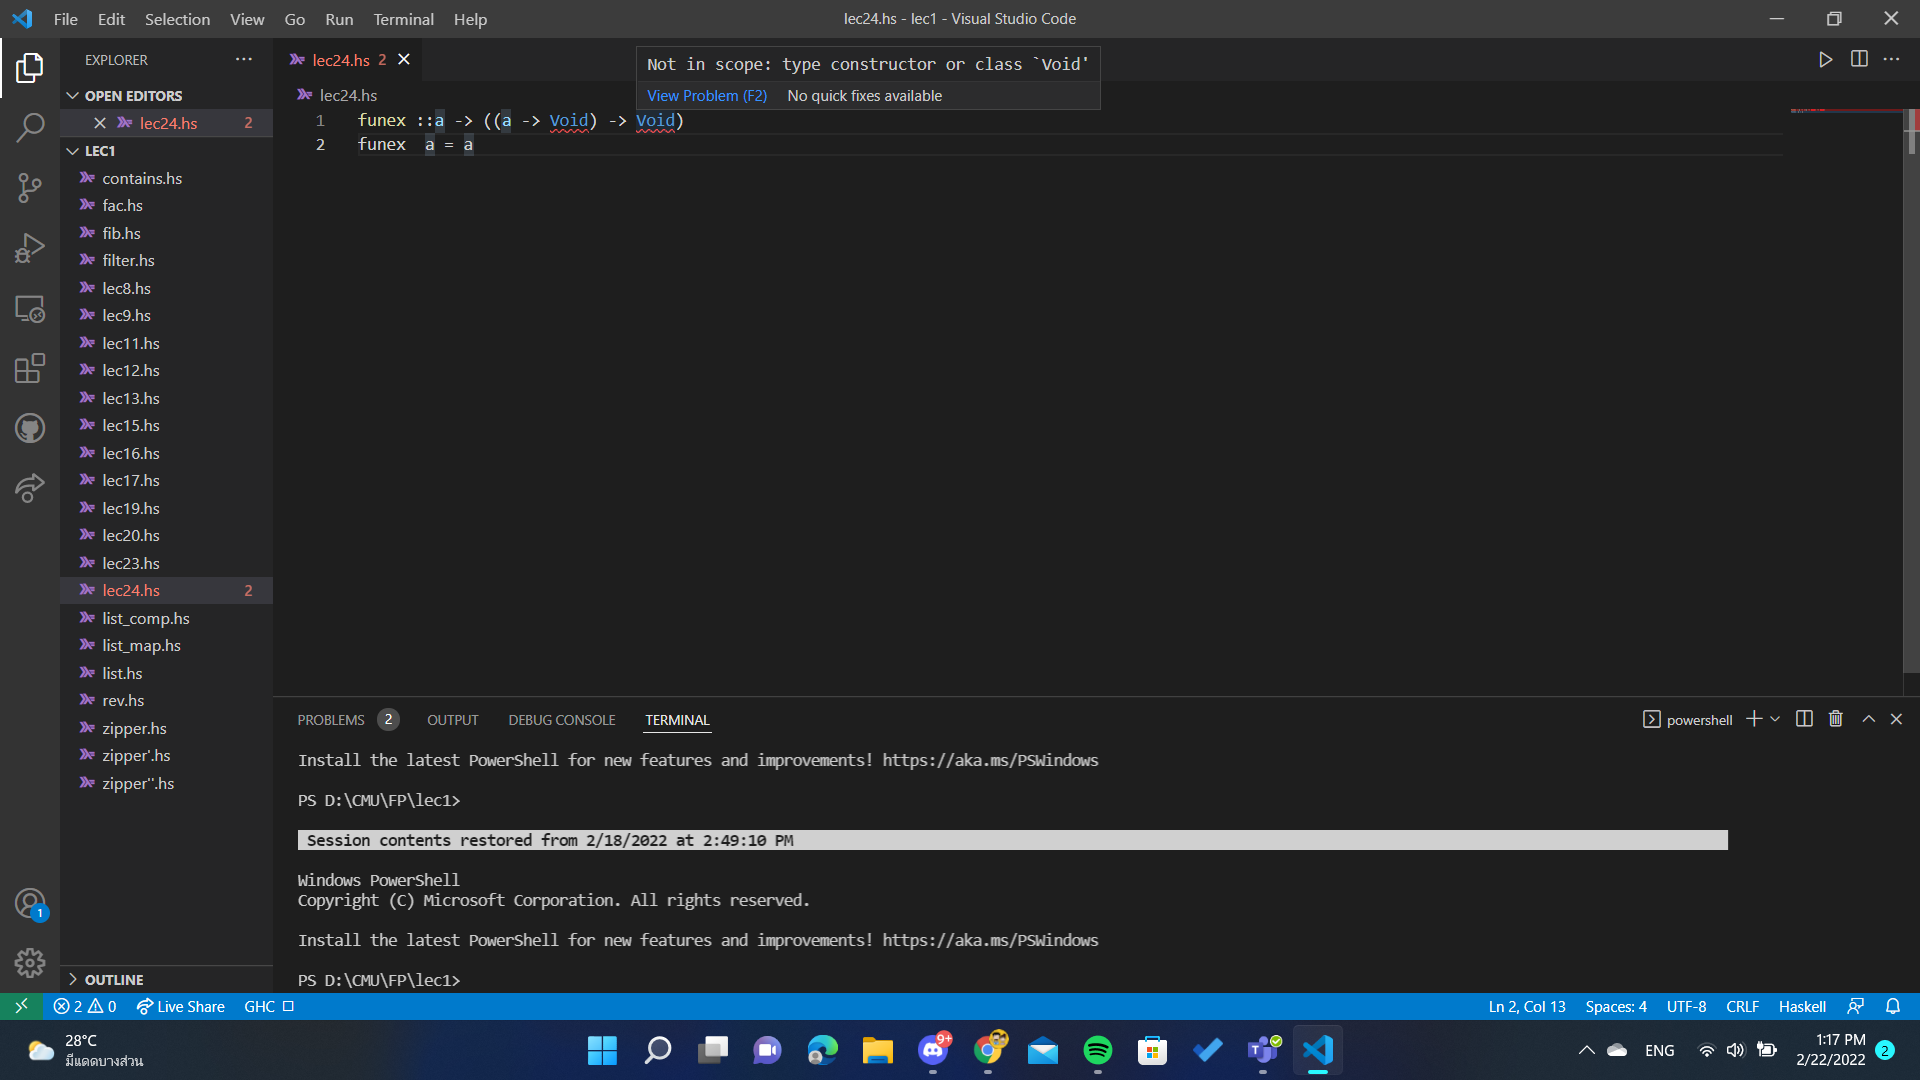 File Edit Selection View Go Run Terminal Help
lec24.hs - lec1 - Visual Studio Code
EXPLORER
OPEN EDITORS
lec24.hs 2
LEC1
contains.hs
fac.hs
fib.hs
filter.hs
lec8.hs
lec9.hs
lec11.hs
lec12.hs
lec13.hs
lec15.hs
lec16.hs
lec17.hs
lec19.hs
lec20.hs
lec23.hs
lec24.hs 2
list_comp.hs
list_map.hs
list.hs
rev.hs
zipper.hs
zipper'.hs
zipper''.hs
OUTLINE
lec24.hs 2
lec24.hs
Not in scope: type constructor or class `Void'
View Problem (F2) No quick fixes available
1 funex ::a -> ((a -> Void) -> Void)
2 funex  a = a
PROBLEMS 2 OUTPUT DEBUG CONSOLE TERMINAL
powershell
Install the latest PowerShell for new features and improvements! https://aka.ms/PSWindows
PS D:\CMU\FP\lec1>
Session contents restored from 2/18/2022 at 2:49:10 PM
Windows PowerShell
Copyright (C) Microsoft Corporation. All rights reserved.
Install the latest PowerShell for new features and improvements! https://aka.ms/PSWindows
PS D:\CMU\FP\lec1>
1
2 0 Live Share GHC
Ln 2, Col 13 Spaces: 4 UTF-8 CRLF Haskell
28°C
มีแดดบางส่วน
9+
ENG
1:17 PM
2/22/2022
2